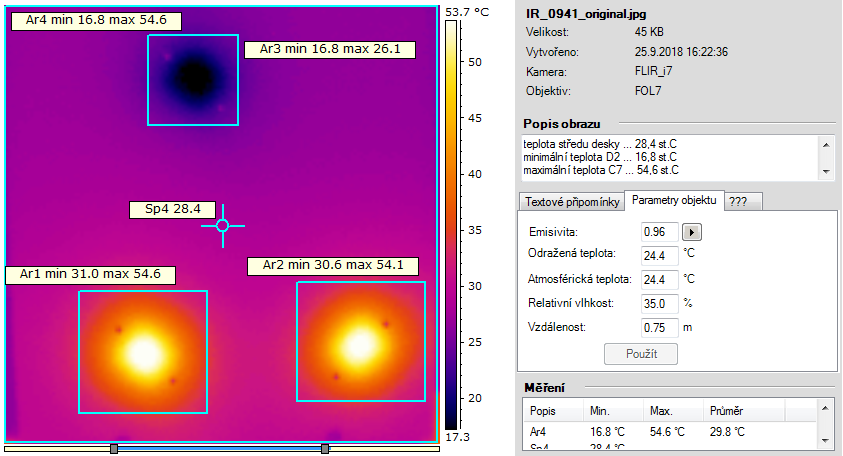 Ar4 min 16.8 max 54.6
Ar3 min 16.8 max 26.1
Sp4 28.4
Ar1 min 31.0 max 54.6
Ar2 min 30.6 max 54.1
53.7 °C
50
45
40
35
30
25
20
17.3
IR_0941_original.jpg
Velikost: 45 KB
Vytvořeno: 25.9.2018 16:22:36
Kamera: FLIR_i7
Objektiv: FOL7
Popis obrazu
teplota středu desky ... 28,4 st.C
minimální teplota D2 ... 16,8 st.C
maximální teplota C7 ... 54,6 st.C
Textové připomínky Parametry objektu ???
Emisivita: 0.96
Odražená teplota: 24.4 °C
Atmosférická teplota: 24.4 °C
Relativní vlhkost: 35.0 %
Vzdálenost: 0.75 m
Použít
Měření
Popis Min. Max. Průměr
Ar4 16.8 °C 54.6 °C 29.8 °C
Sp4 28.4 °C